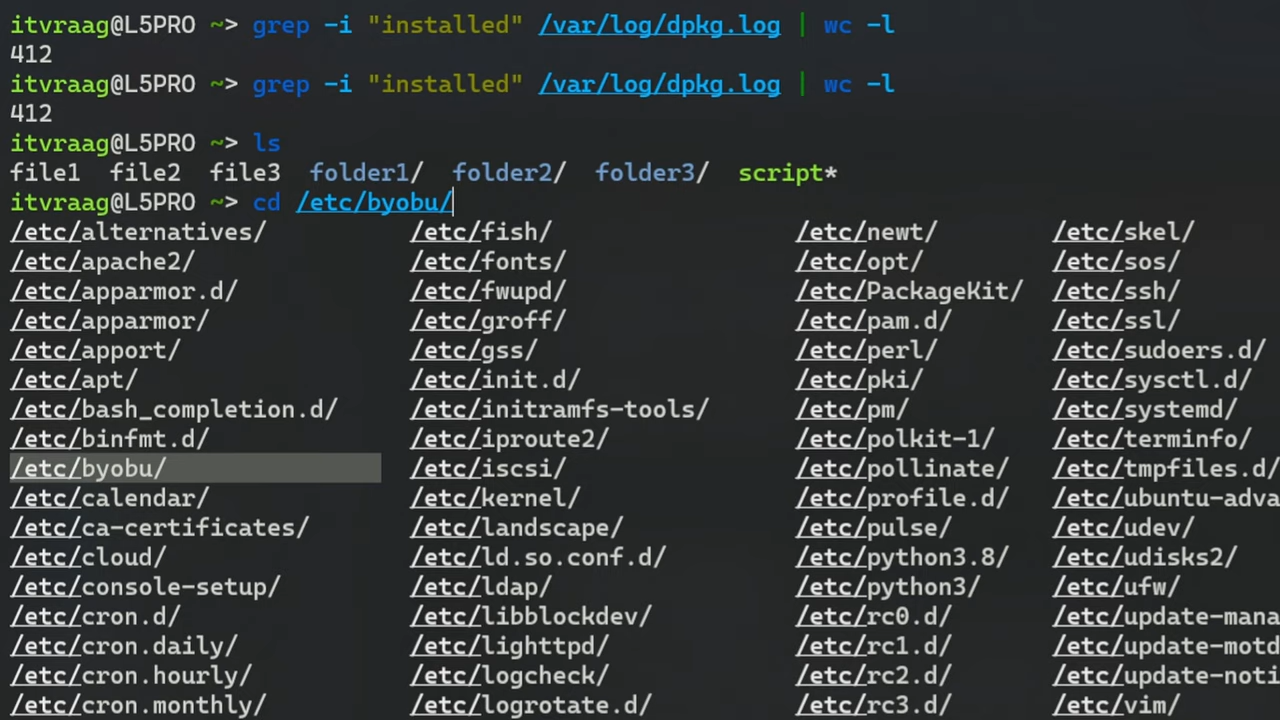 itvraag@L5PRO ~> grep -i "installed" /var/log/dpkg.log | wc -l
412
itvraag@L5PRO ~> grep -i "installed" /var/log/dpkg.log | wc -l
412
itvraag@L5PRO ~> ls
file1 file2 file3 folder1/ folder2/ folder3/ script*
itvraag@L5PRO ~> cd /etc/byobu/
/etc/alternatives/ /etc/fish/ /etc/newt/ /etc/skel/
/etc/apache2/ /etc/fonts/ /etc/opt/ /etc/sos/
/etc/apparmor.d/ /etc/fwupd/ /etc/PackageKit/ /etc/ssh/
/etc/apparmor/ /etc/groff/ /etc/pam.d/ /etc/ssl/
/etc/apport/ /etc/gss/ /etc/perl/ /etc/sudoers.d/
/etc/apt/ /etc/init.d/ /etc/pki/ /etc/sysctl.d/
/etc/bash_completion.d/ /etc/initramfs-tools/ /etc/pm/ /etc/systemd/
/etc/binfmt.d/ /etc/iproute2/ /etc/polkit-1/ /etc/terminfo/
/etc/byobu/ /etc/iscsi/ /etc/pollinate/ /etc/tmpfiles.d/
/etc/calendar/ /etc/kernel/ /etc/profile.d/ /etc/ubuntu-adva
/etc/ca-certificates/ /etc/landscape/ /etc/pulse/ /etc/udev/
/etc/cloud/ /etc/ld.so.conf.d/ /etc/python3.8/ /etc/udisks2/
/etc/console-setup/ /etc/ldap/ /etc/python3/ /etc/ufw/
/etc/cron.d/ /etc/libblockdev/ /etc/rc0.d/ /etc/update-mana
/etc/cron.daily/ /etc/lighttpd/ /etc/rc1.d/ /etc/update-motd
/etc/cron.hourly/ /etc/logcheck/ /etc/rc2.d/ /etc/update-noti
/etc/cron.monthly/ /etc/logrotate.d/ /etc/rc3.d/ /etc/vim/